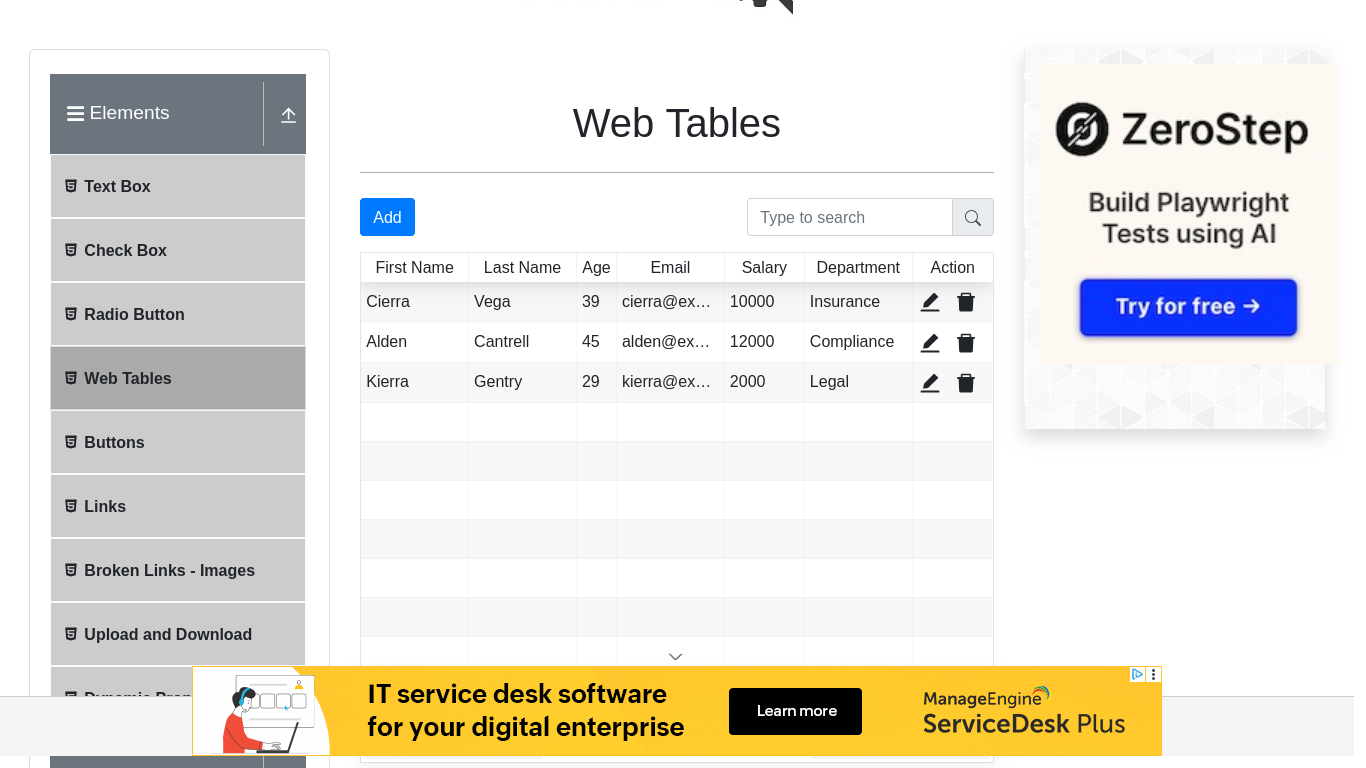 Elements
Text Box
Check Box
Radio Button
Web Tables
Buttons
Links
Broken Links - Images
Upload and Download
Web Tables
Add
Type to search
First Name Last Name Age Email Salary Department Action
Cierra Vega 39 cierra@ex… 10000 Insurance
Alden Cantrell 45 alden@ex… 12000 Compliance
Kierra Gentry 29 kierra@ex… 2000 Legal
ZeroStep
Build Playwright
Tests using AI
Try for free →
IT service desk software
for your digital enterprise
Learn more
ManageEngine
ServiceDesk Plus